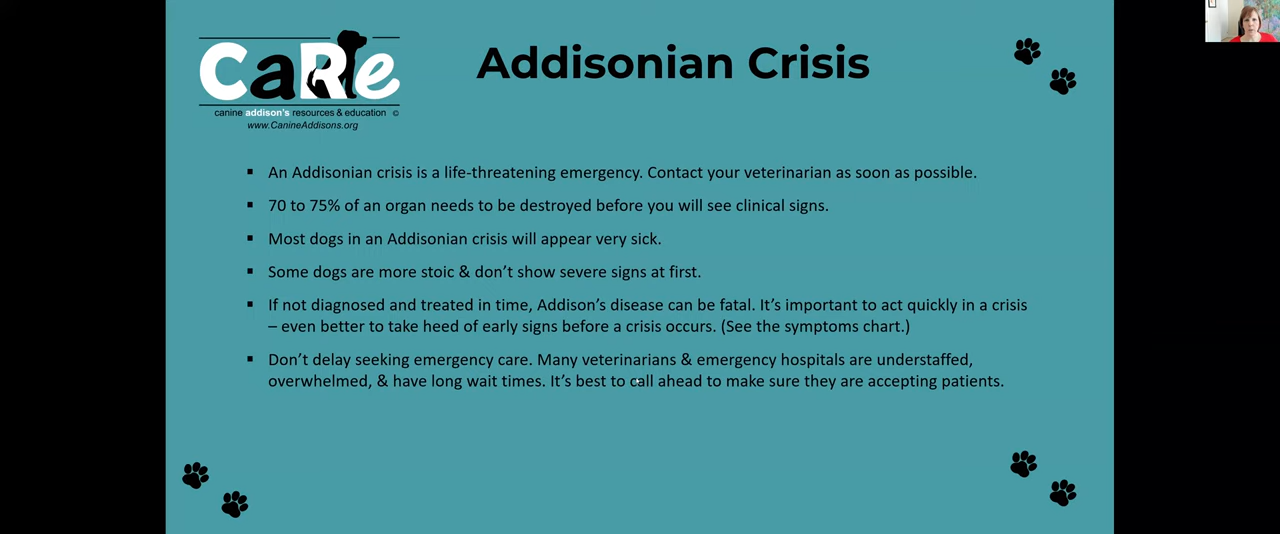 CaRe
canine addison's resources & education ©
www.CanineAddisons.org
Addisonian Crisis
▪ An Addisonian crisis is a life-threatening emergency. Contact your veterinarian as soon as possible.
▪ 70 to 75% of an organ needs to be destroyed before you will see clinical signs.
▪ Most dogs in an Addisonian crisis will appear very sick.
▪ Some dogs are more stoic & don't show severe signs at first.
▪ If not diagnosed and treated in time, Addison's disease can be fatal. It's important to act quickly in a crisis
– even better to take heed of early signs before a crisis occurs. (See the symptoms chart.)
▪ Don't delay seeking emergency care. Many veterinarians & emergency hospitals are understaffed,
overwhelmed, & have long wait times. It's best to call ahead to make sure they are accepting patients.